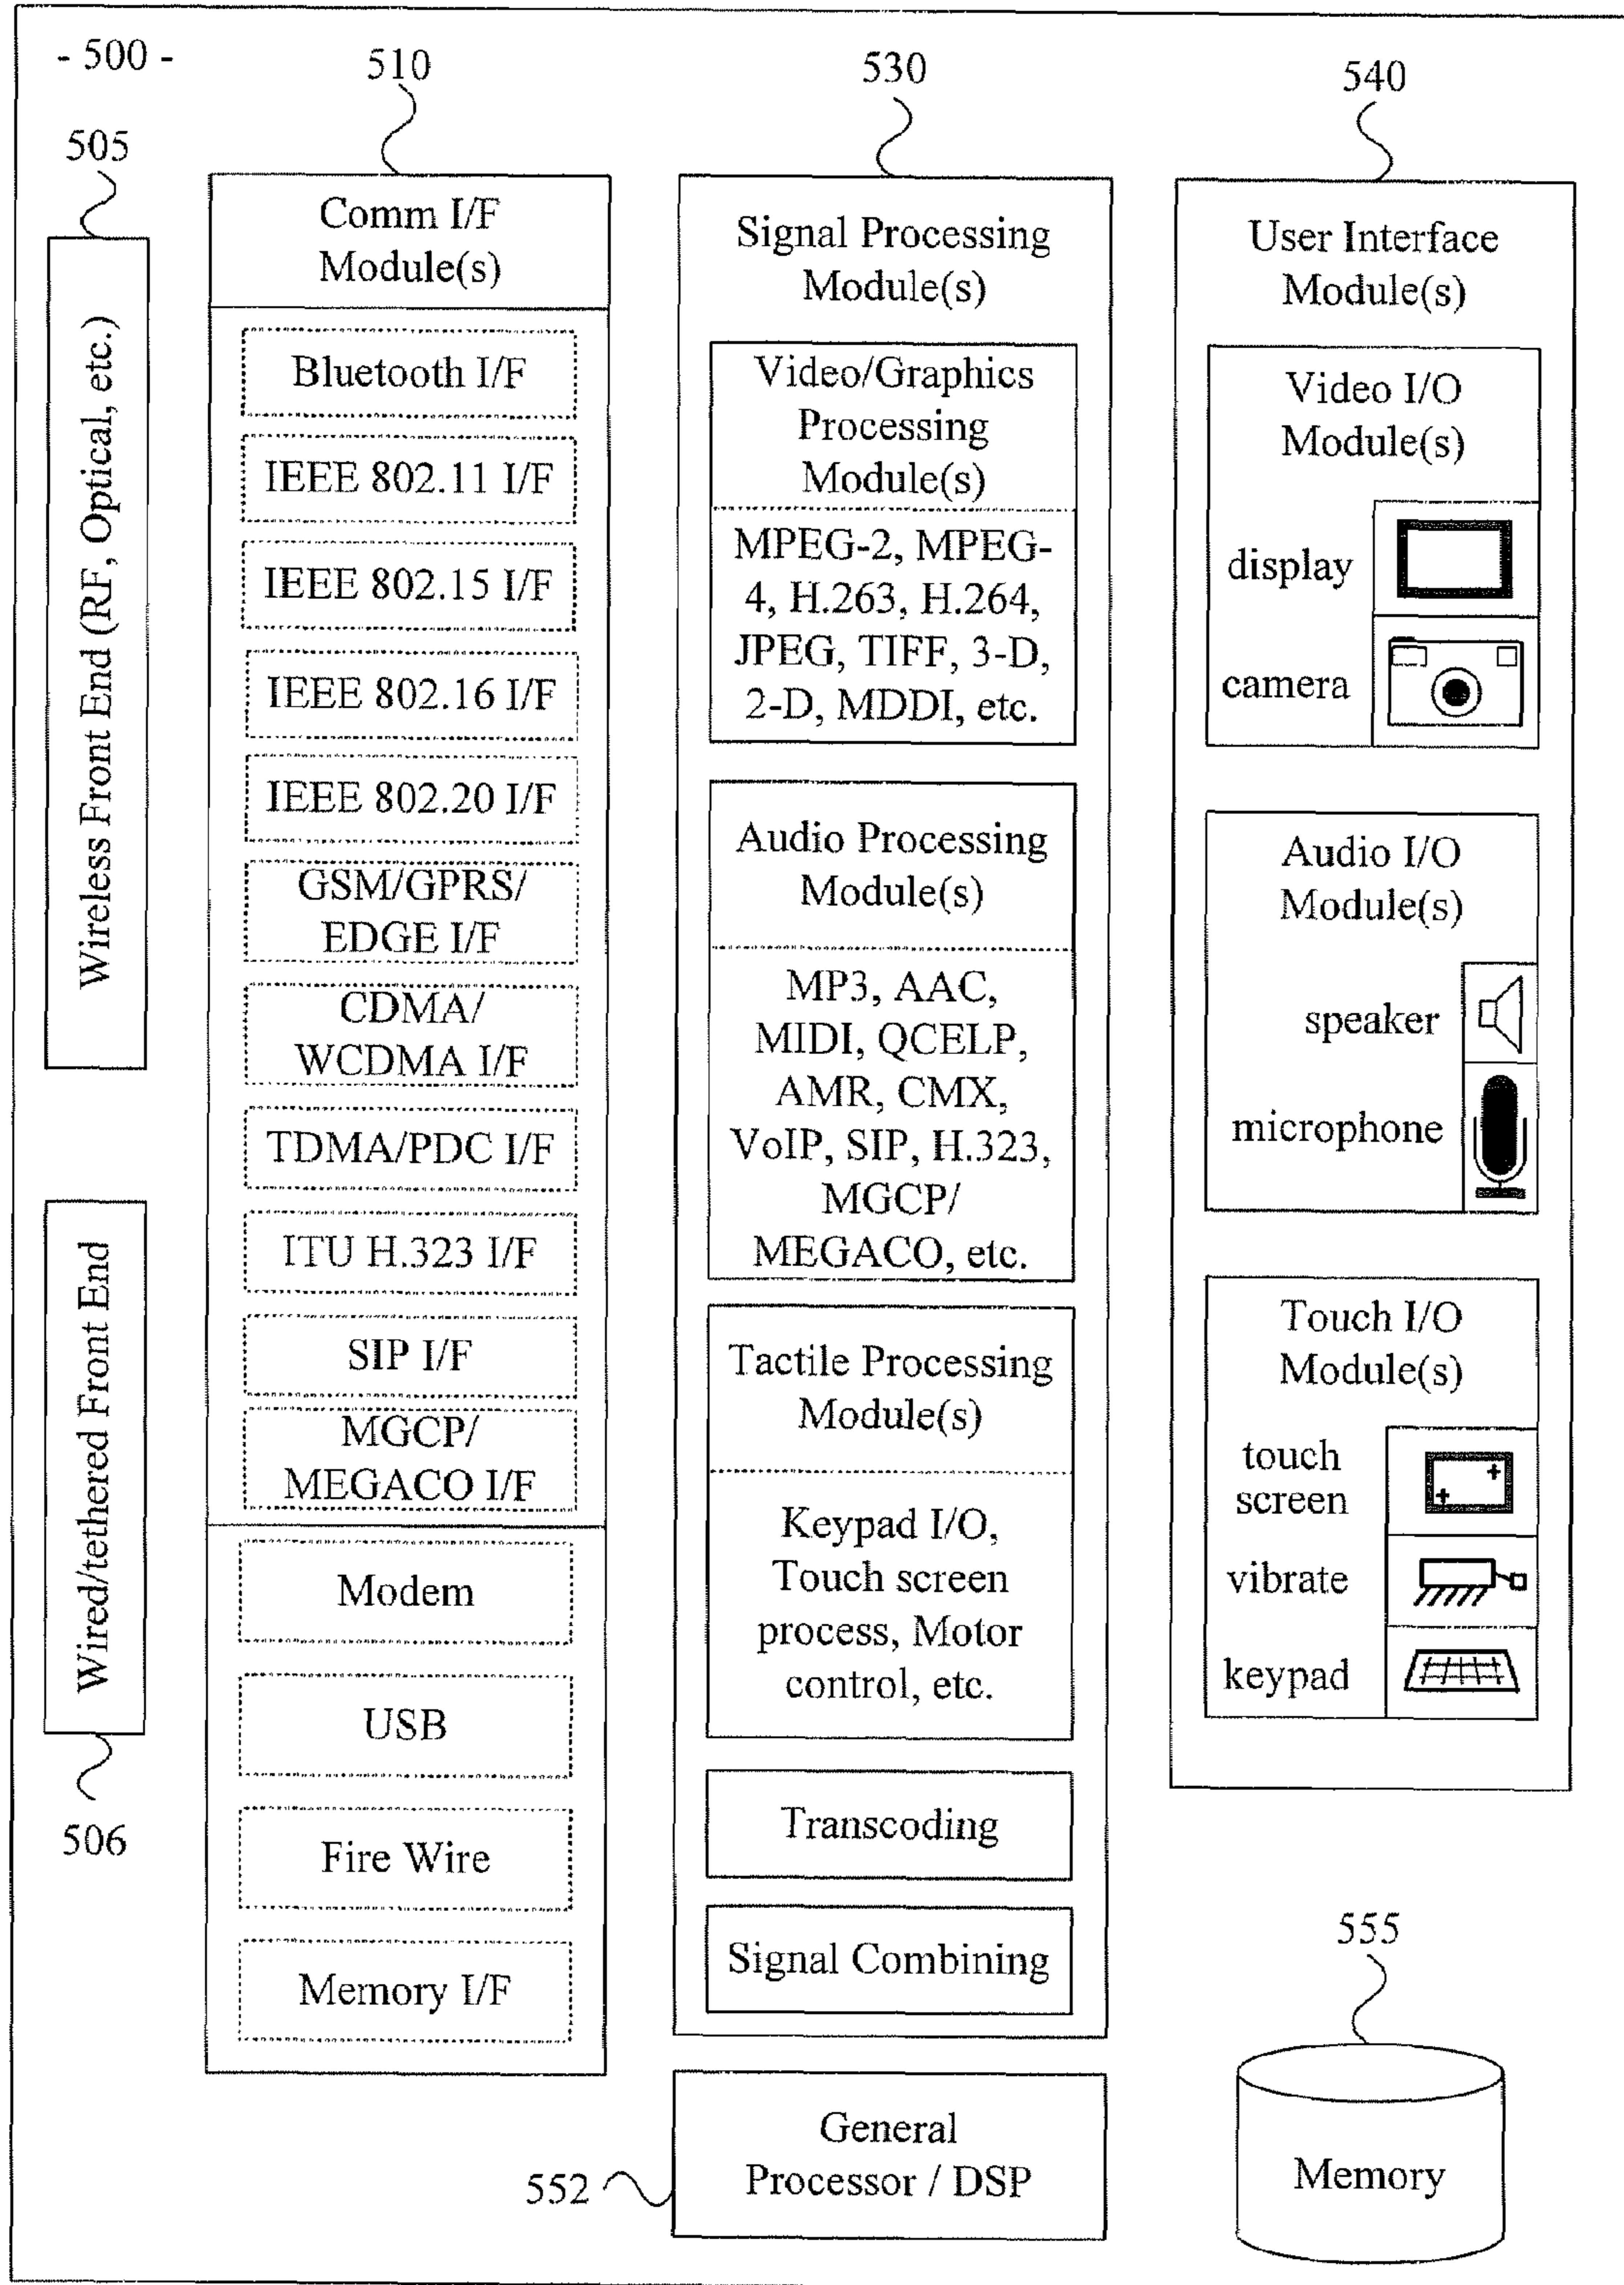 - 500 -
505
Wireless Front End (RF, Optical, etc.)
Wired/tethered Front End
506
510
Comm I/F
Module(s)
Bluetooth I/F
IEEE 802.11 I/F
IEEE 802.15 I/F
IEEE 802.16 I/F
IEEE 802.20 I/F
GSM/GPRS/
EDGE I/F
CDMA/
WCDMA I/F
TDMA/PDC I/F
ITU H.323 I/F
SIP I/F
MGCP/
MEGACO I/F
Modem
USB
Fire Wire
Memory I/F
530
Signal Processing
Module(s)
Video/Graphics
Processing
Module(s)
MPEG-2, MPEG-
4, H.263, H.264,
JPEG, TIFF, 3-D,
2-D, MDDI, etc.
Audio Processing
Module(s)
MP3, AAC,
MIDI, QCELP,
AMR, CMX,
VoIP, SIP, H.323,
MGCP/
MEGACO, etc.
Tactile Processing
Module(s)
Keypad I/O,
Touch screen
process, Motor
control, etc.
Transcoding
Signal Combining
552
General
Processor / DSP
540
User Interface
Module(s)
Video I/O
Module(s)
display
camera
Audio I/O
Module(s)
speaker
microphone
Touch I/O
Module(s)
touch
screen
vibrate
keypad
555
Memory